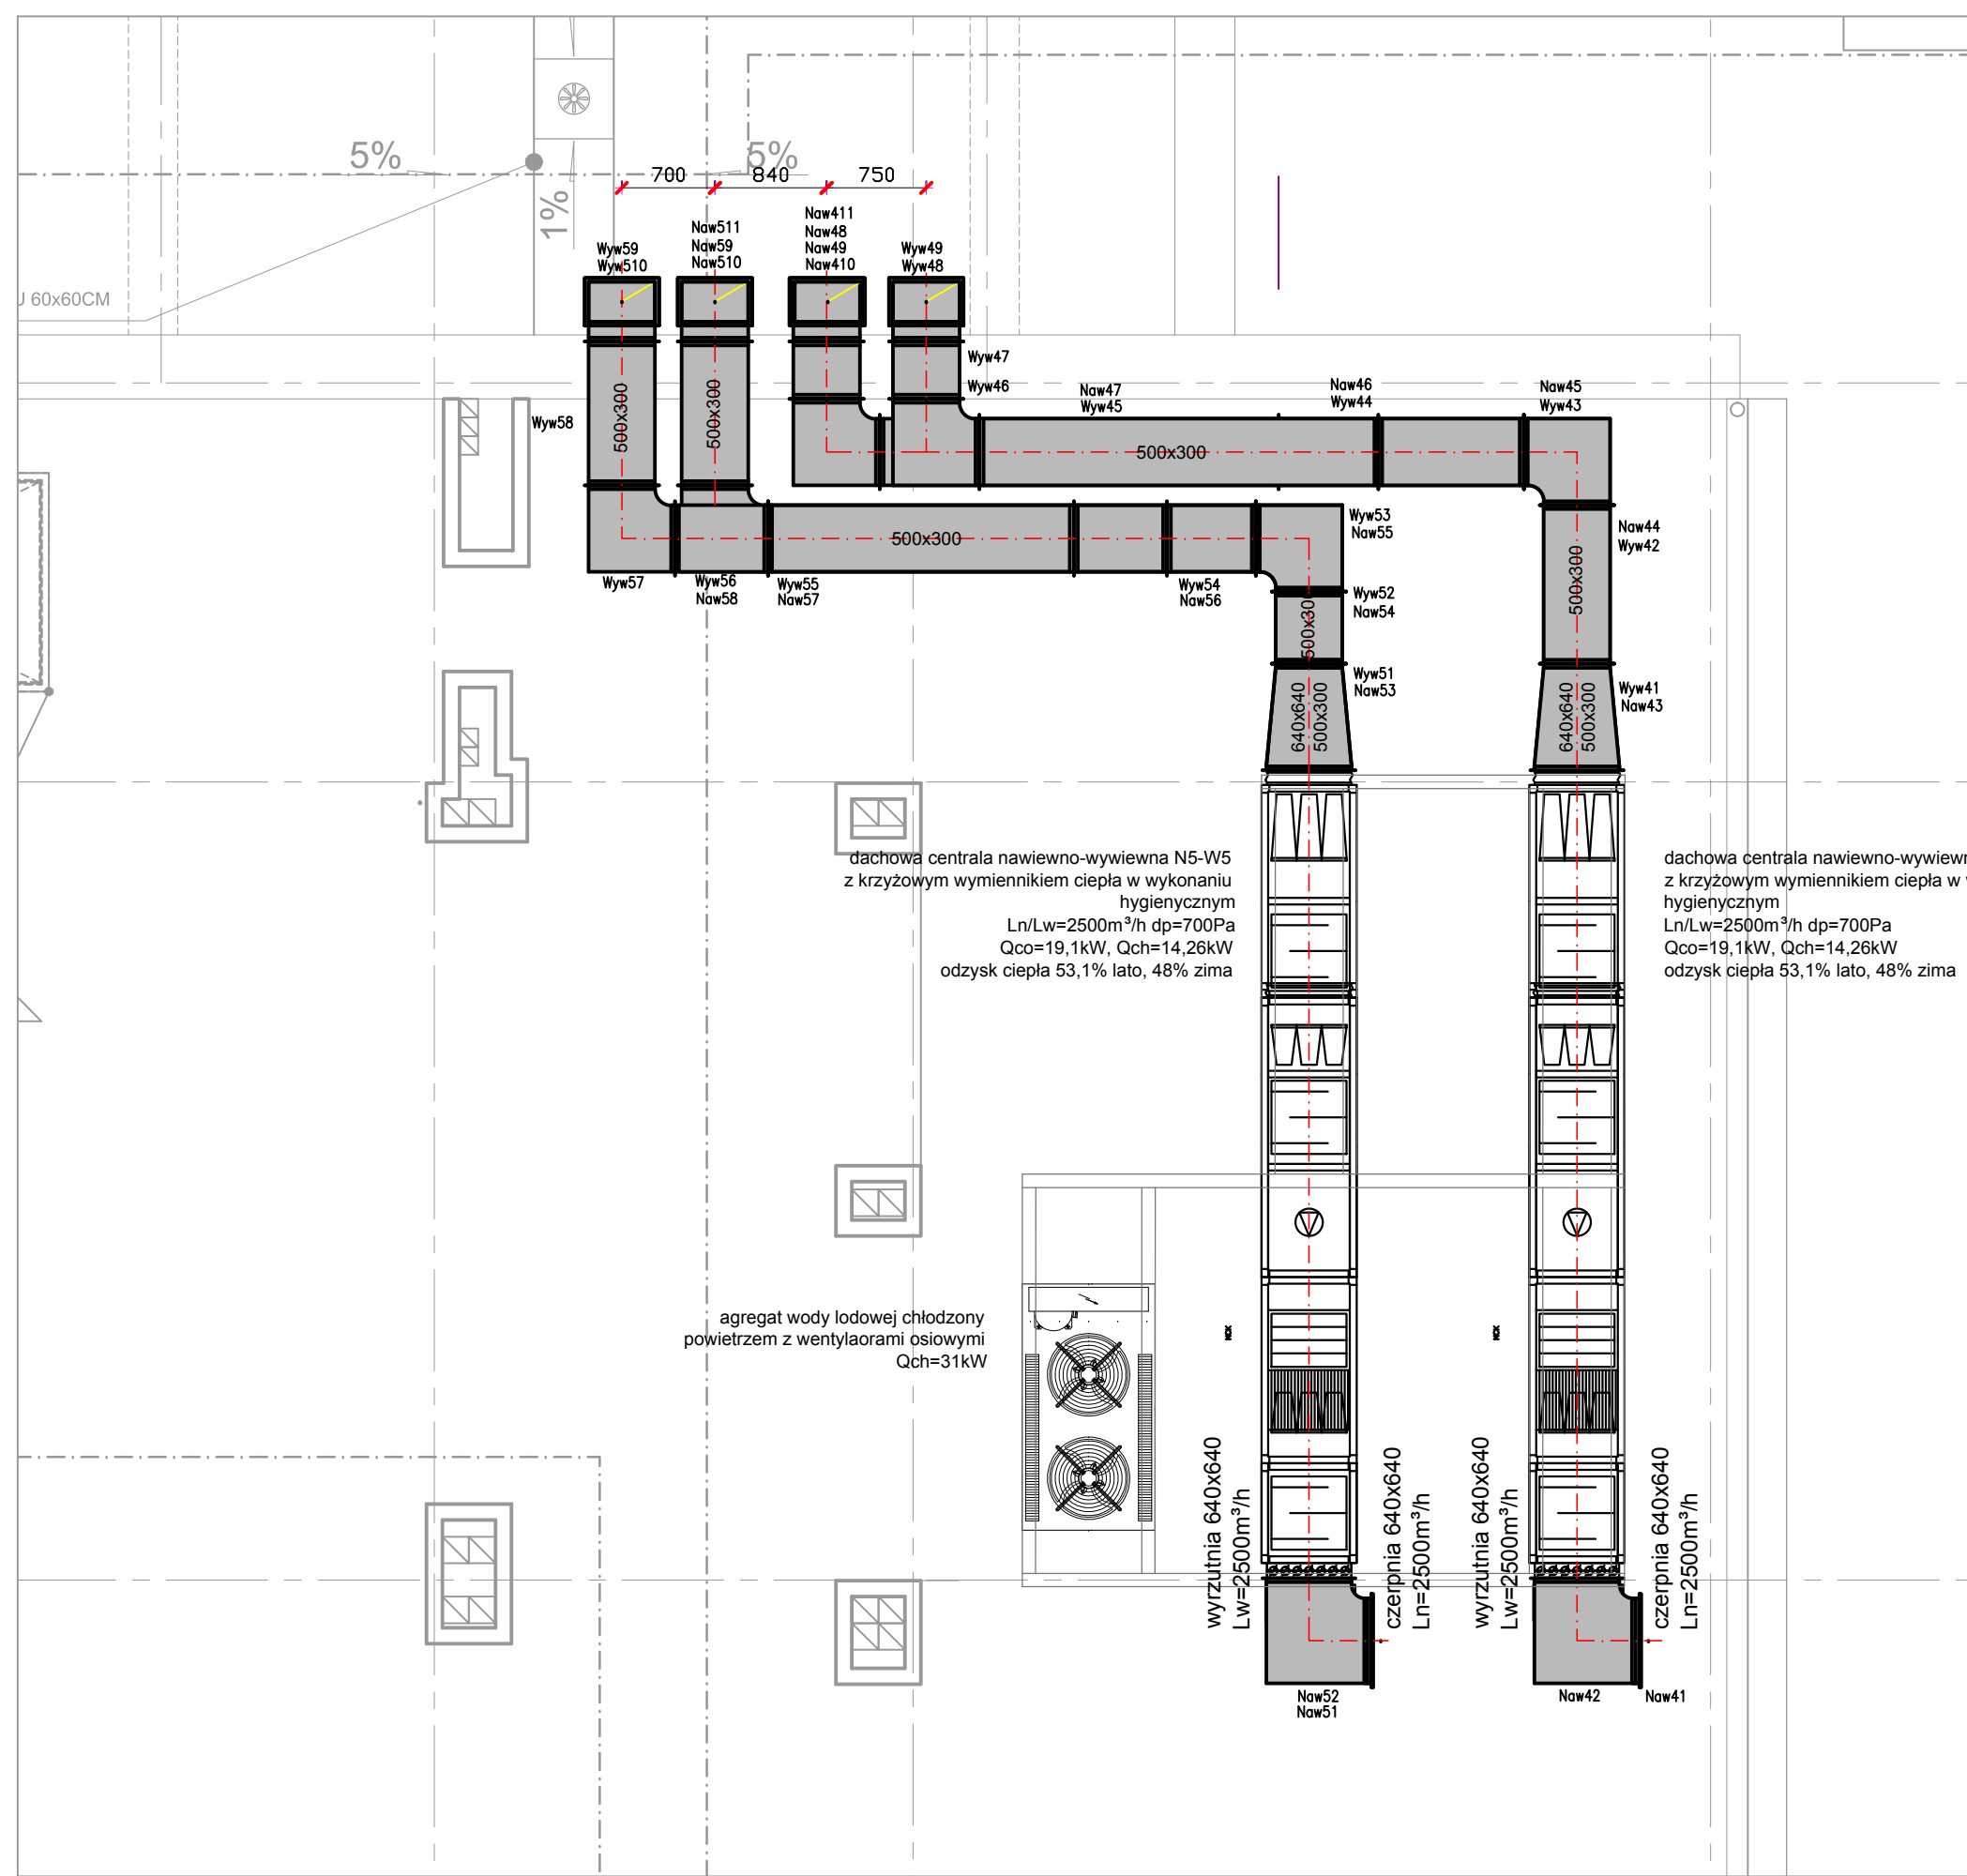 5%
5%
1%
700
840
750
Wyw59
Wyw510
Naw511
Naw59
Naw510
Naw411
Naw48
Naw49
Naw410
Wyw49
Wyw48
J 60x60CM
Wyw47
Wyw46
Naw47
Wyw45
Naw46
Wyw44
Naw45
Wyw43
Wyw58
500x300
500x300
500x300
500x300
Wyw53
Naw55
Naw44
Wyw42
Wyw57
Wyw56
Naw58
Wyw55
Naw57
Wyw54
Naw56
Wyw52
Naw54
500x300
500x300
Wyw51
Naw53
Wyw41
Naw43
640x640
500x300
640x640
500x300
dachowa centrala nawiewno-wywiewna N5-W5
z krzyżowym wymiennikiem ciepła w wykonaniu
hygienycznym
Ln/Lw=2500m³/h dp=700Pa
Qco=19,1kW, Qch=14,26kW
odzysk ciepła 53,1% lato, 48% zima
dachowa centrala nawiewno-wywiewn
z krzyżowym wymiennikiem ciepła w
hygienycznym
Ln/Lw=2500m³/h dp=700Pa
Qco=19,1kW, Qch=14,26kW
odzysk ciepła 53,1% lato, 48% zima
agregat wody lodowej chłodzony
powietrzem z wentylaorami osiowymi
Qch=31kW
wyrzutnia 640x640
Lw=2500m³/h
czerpnia 640x640
Ln=2500m³/h
wyrzutnia 640x640
Lw=2500m³/h
czerpnia 640x640
Ln=2500m³/h
Naw52
Naw51
Naw42
Naw41